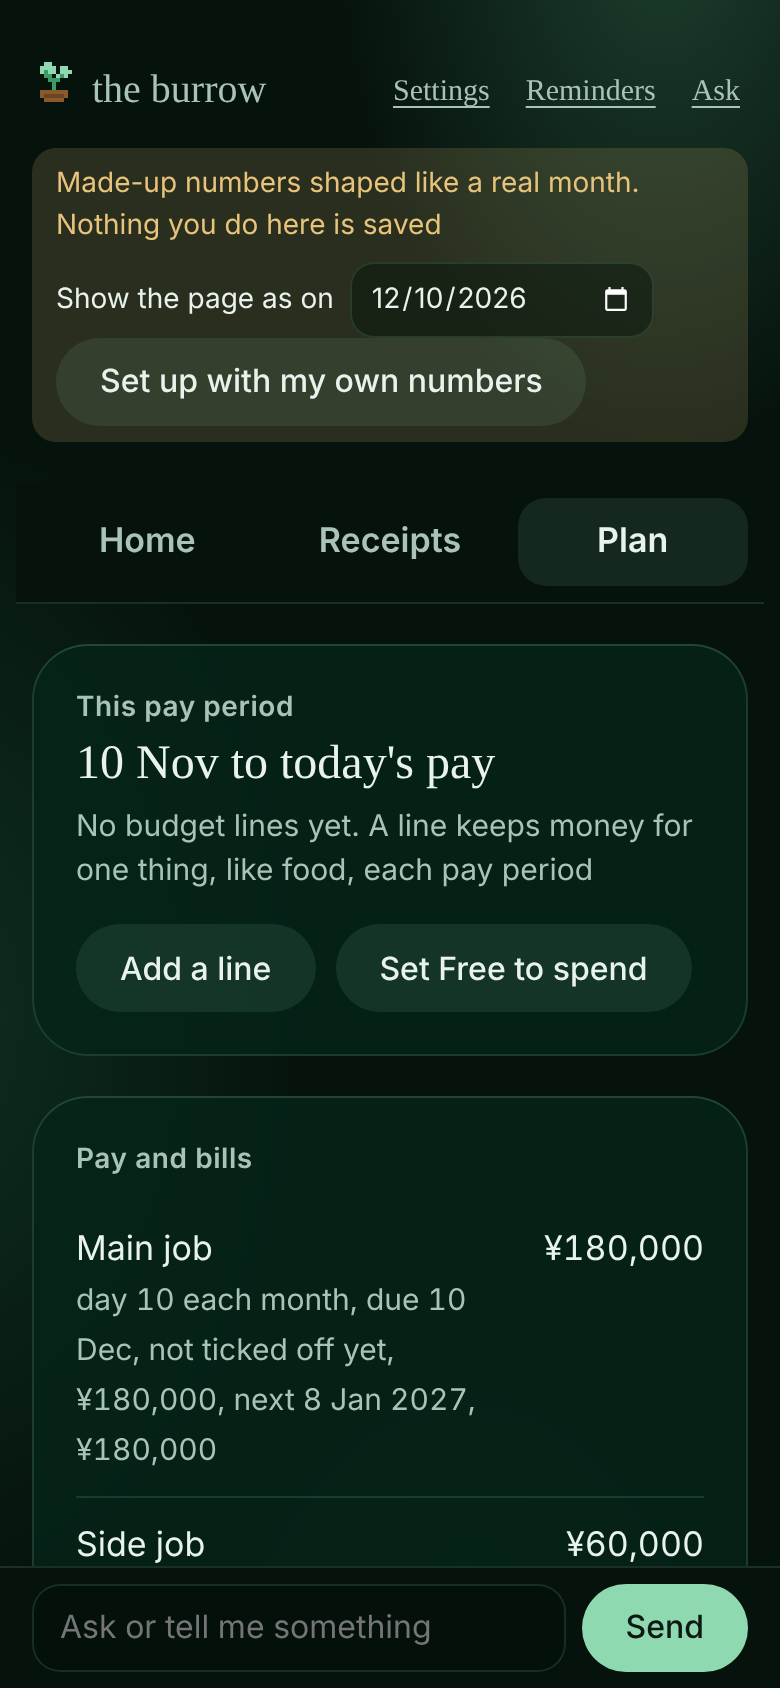 the burrow
Settings
Reminders
Ask
Made-up numbers shaped like a real month.
Nothing you do here is saved
Show the page as on
12/10/2026
Set up with my own numbers
Home
Receipts
Plan
This pay period
10 Nov to today's pay
No budget lines yet. A line keeps money for
one thing, like food, each pay period
Add a line
Set Free to spend
Pay and bills
Main job
¥180,000
day 10 each month, due 10
Dec, not ticked off yet,
¥180,000, next 8 Jan 2027,
¥180,000
Side job
¥60,000
Ask or tell me something
Send